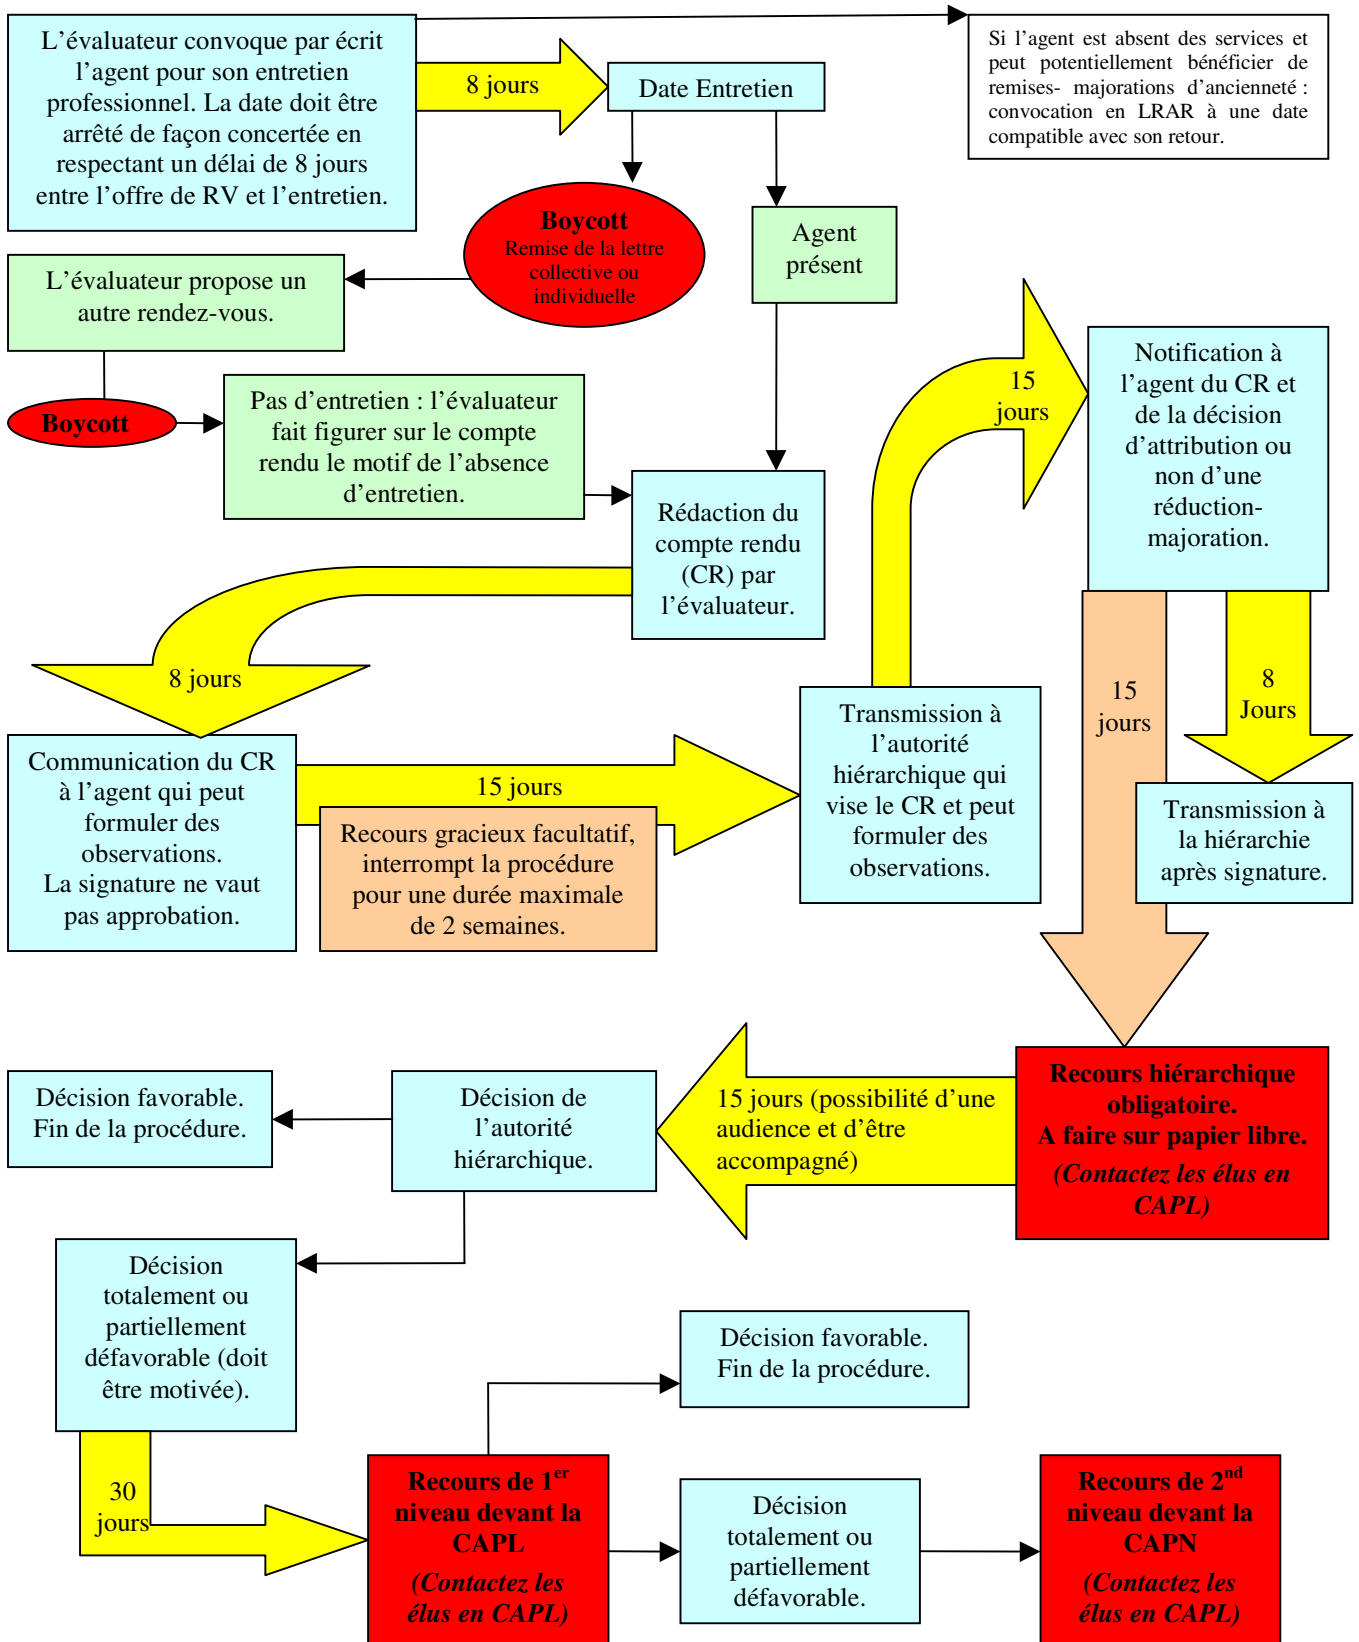 L'évaluateur convoque par écrit
l'agent pour son entretien
professionnel. La date doit être
arrêté de façon concertée en
respectant un délai de 8 jours
entre l'offre de RV et l'entretien.
8 jours
Date Entretien
Si l'agent est absent des services et
peut potentiellement bénéficier de
remises- majorations d'ancienneté :
convocation en LRAR à une date
compatible avec son retour.
Boycott
Remise de la lettre
collective ou
individuelle
Agent
présent
L'évaluateur propose un
autre rendez-vous.
Boycott
Pas d'entretien : l'évaluateur
fait figurer sur le compte
rendu le motif de l'absence
d'entretien.
Rédaction du
compte rendu
(CR) par
l'évaluateur.
15
jours
Notification à
l'agent du CR et
de la décision
d'attribution ou
non d'une
réduction-
majoration.
8 jours
Communication du CR
à l'agent qui peut
formuler des
observations.
La signature ne vaut
pas approbation.
15 jours
Recours gracieux facultatif,
interrompt la procédure
pour une durée maximale
de 2 semaines.
Transmission à
l'autorité
hiérarchique qui
vise le CR et peut
formuler des
observations.
15
jours
8
Jours
Transmission à
la hiérarchie
après signature.
Recours hiérarchique
obligatoire.
A faire sur papier libre.
(Contactez les élus en
CAPL)
15 jours (possibilité d'une
audience et d'être
accompagné)
Décision de
l'autorité
hiérarchique.
Décision favorable.
Fin de la procédure.
Décision
totalement ou
partiellement
défavorable (doit
être motivée).
30
jours
Recours de 1er
niveau devant la
CAPL
(Contactez les
élus en CAPL)
Décision favorable.
Fin de la procédure.
Décision
totalement ou
partiellement
défavorable.
Recours de 2nd
niveau devant la
CAPN
(Contactez les
élus en CAPL)